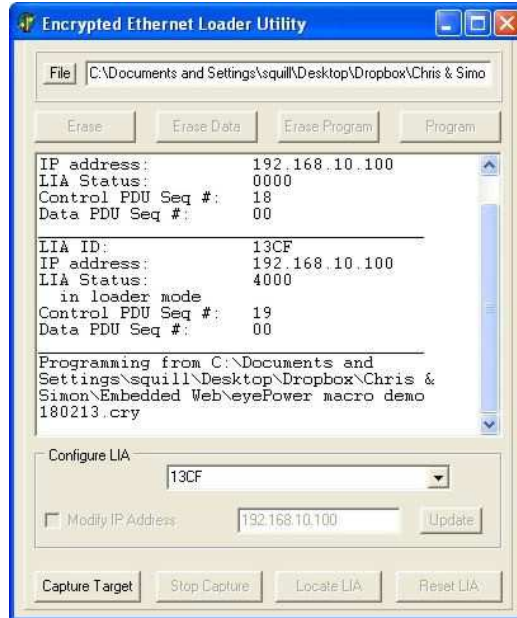 Encrypted Ethernet Loader Utility
File C:\Documents and Settings\squill\Desktop\Dropbox\Chris & Simo
Erase Erase Data Erase Program Program
IP address: 192.168.10.100
LIA Status: 0000
Control PDU Seq #: 18
Data PDU Seq #: 00
LIA ID: 13CF
IP address: 192.168.10.100
LIA Status: 4000
in loader mode
Control PDU Seq #: 19
Data PDU Seq #: 00
Programming from C:\Documents and
Settings\squill\Desktop\Dropbox\Chris &
Simon\Embedded Web\eyePower macro demo
180213.cry
Configure LIA
13CF
Modify IP Address 192.168.10.100 Update
Capture Target Stop Capture Locate LIA Reset LIA